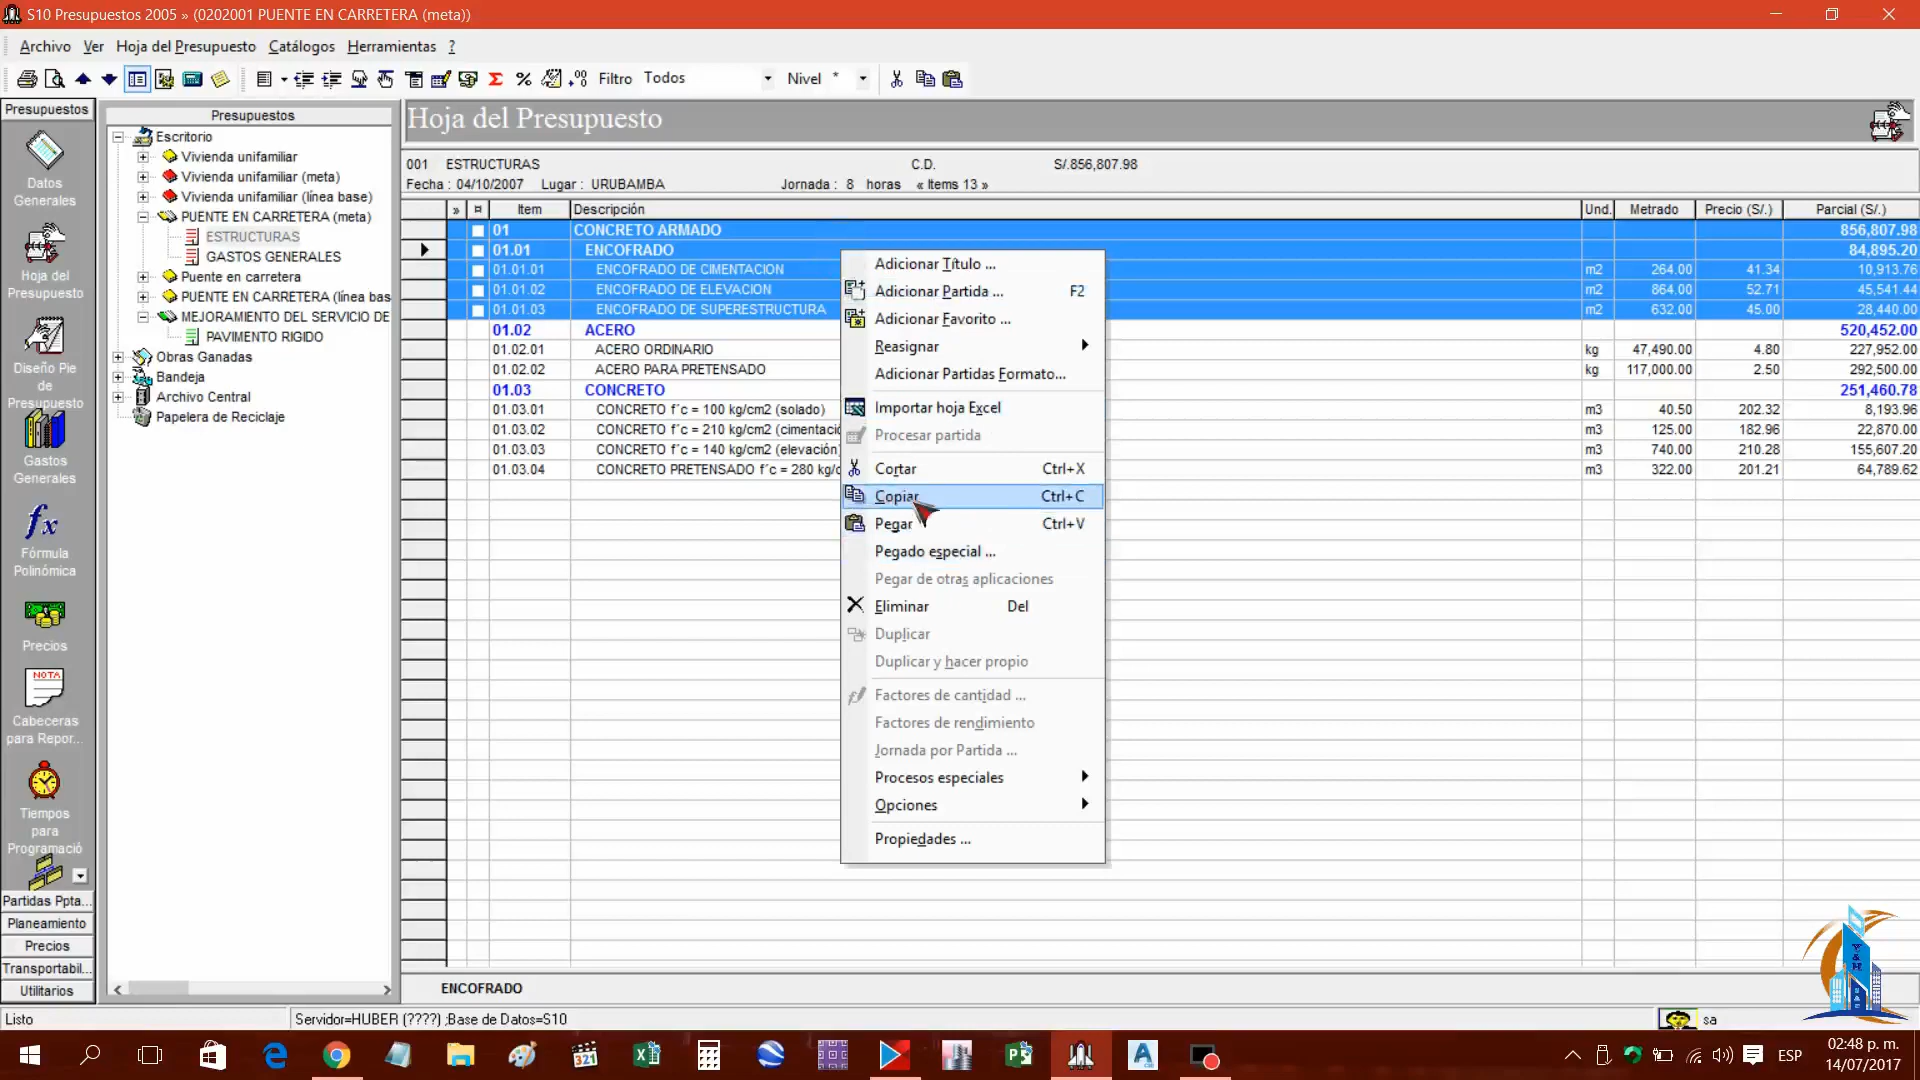 S10 Presupuestos 2005 » (0202001 PUENTE EN CARRETERA (meta))
Archivo Ver Hoja del Presupuesto Catálogos Herramientas ?
Filtro Todos Nivel *
Presupuestos
Datos Generales
Hoja del Presupuesto
Diseño Pie de Presupuesto
Gastos Generales
fx
Fórmula Polinómica
Precios
NOTA
Cabeceras para Repor...
Tiempos para Programació
Partidas Ppta...
Planeamiento
Precios
Transportabil...
Utilitarios
Presupuestos
Escritorio
Vivienda unifamiliar
Vivienda unifamiliar (meta)
Vivienda unifamiliar (línea base)
PUENTE EN CARRETERA (meta)
ESTRUCTURAS
GASTOS GENERALES
Puente en carretera
PUENTE EN CARRETERA (línea bas
MEJORAMIENTO DEL SERVICIO DE
PAVIMENTO RIGIDO
Obras Ganadas
Bandeja
Archivo Central
Papelera de Reciclaje
Hoja del Presupuesto
001 ESTRUCTURAS C.D. S/.856,807.98
Fecha : 04/10/2007 Lugar : URUBAMBA Jornada : 8 horas « Items 13 »
» ¤ Item Descripción Und. Metrado Precio (S/.) Parcial (S/.)
01 CONCRETO ARMADO 856,807.98
01.01 ENCOFRADO 84,895.20
01.01.01 ENCOFRADO DE CIMENTACION m2 264.00 41.34 10,913.76
01.01.02 ENCOFRADO DE ELEVACION m2 864.00 52.71 45,541.44
01.01.03 ENCOFRADO DE SUPERESTRUCTURA m2 632.00 45.00 28,440.00
01.02 ACERO 520,452.00
01.02.01 ACERO ORDINARIO kg 47,490.00 4.80 227,952.00
01.02.02 ACERO PARA PRETENSADO kg 117,000.00 2.50 292,500.00
01.03 CONCRETO 251,460.78
01.03.01 CONCRETO f´c = 100 kg/cm2 (solado) m3 40.50 202.32 8,193.96
01.03.02 CONCRETO f´c = 210 kg/cm2 (cimentació m3 125.00 182.96 22,870.00
01.03.03 CONCRETO f´c = 140 kg/cm2 (elevación) m3 740.00 210.28 155,607.20
01.03.04 CONCRETO PRETENSADO f´c = 280 kg/c m3 322.00 201.21 64,789.62
Adicionar Título ...
Adicionar Partida ... F2
Adicionar Favorito ...
Reasignar
Adicionar Partidas Formato...
Importar hoja Excel
Procesar partida
Cortar Ctrl+X
Copiar Ctrl+C
Pegar Ctrl+V
Pegado especial ...
Pegar de otras aplicaciones
Eliminar Del
Duplicar
Duplicar y hacer propio
Factores de cantidad ...
Factores de rendimiento
Jornada por Partida ...
Procesos especiales
Opciones
Propiedades ...
ENCOFRADO
Listo Servidor=HUBER (????) ;Base de Datos=S10 sa
ESP
02:48 p. m.
14/07/2017